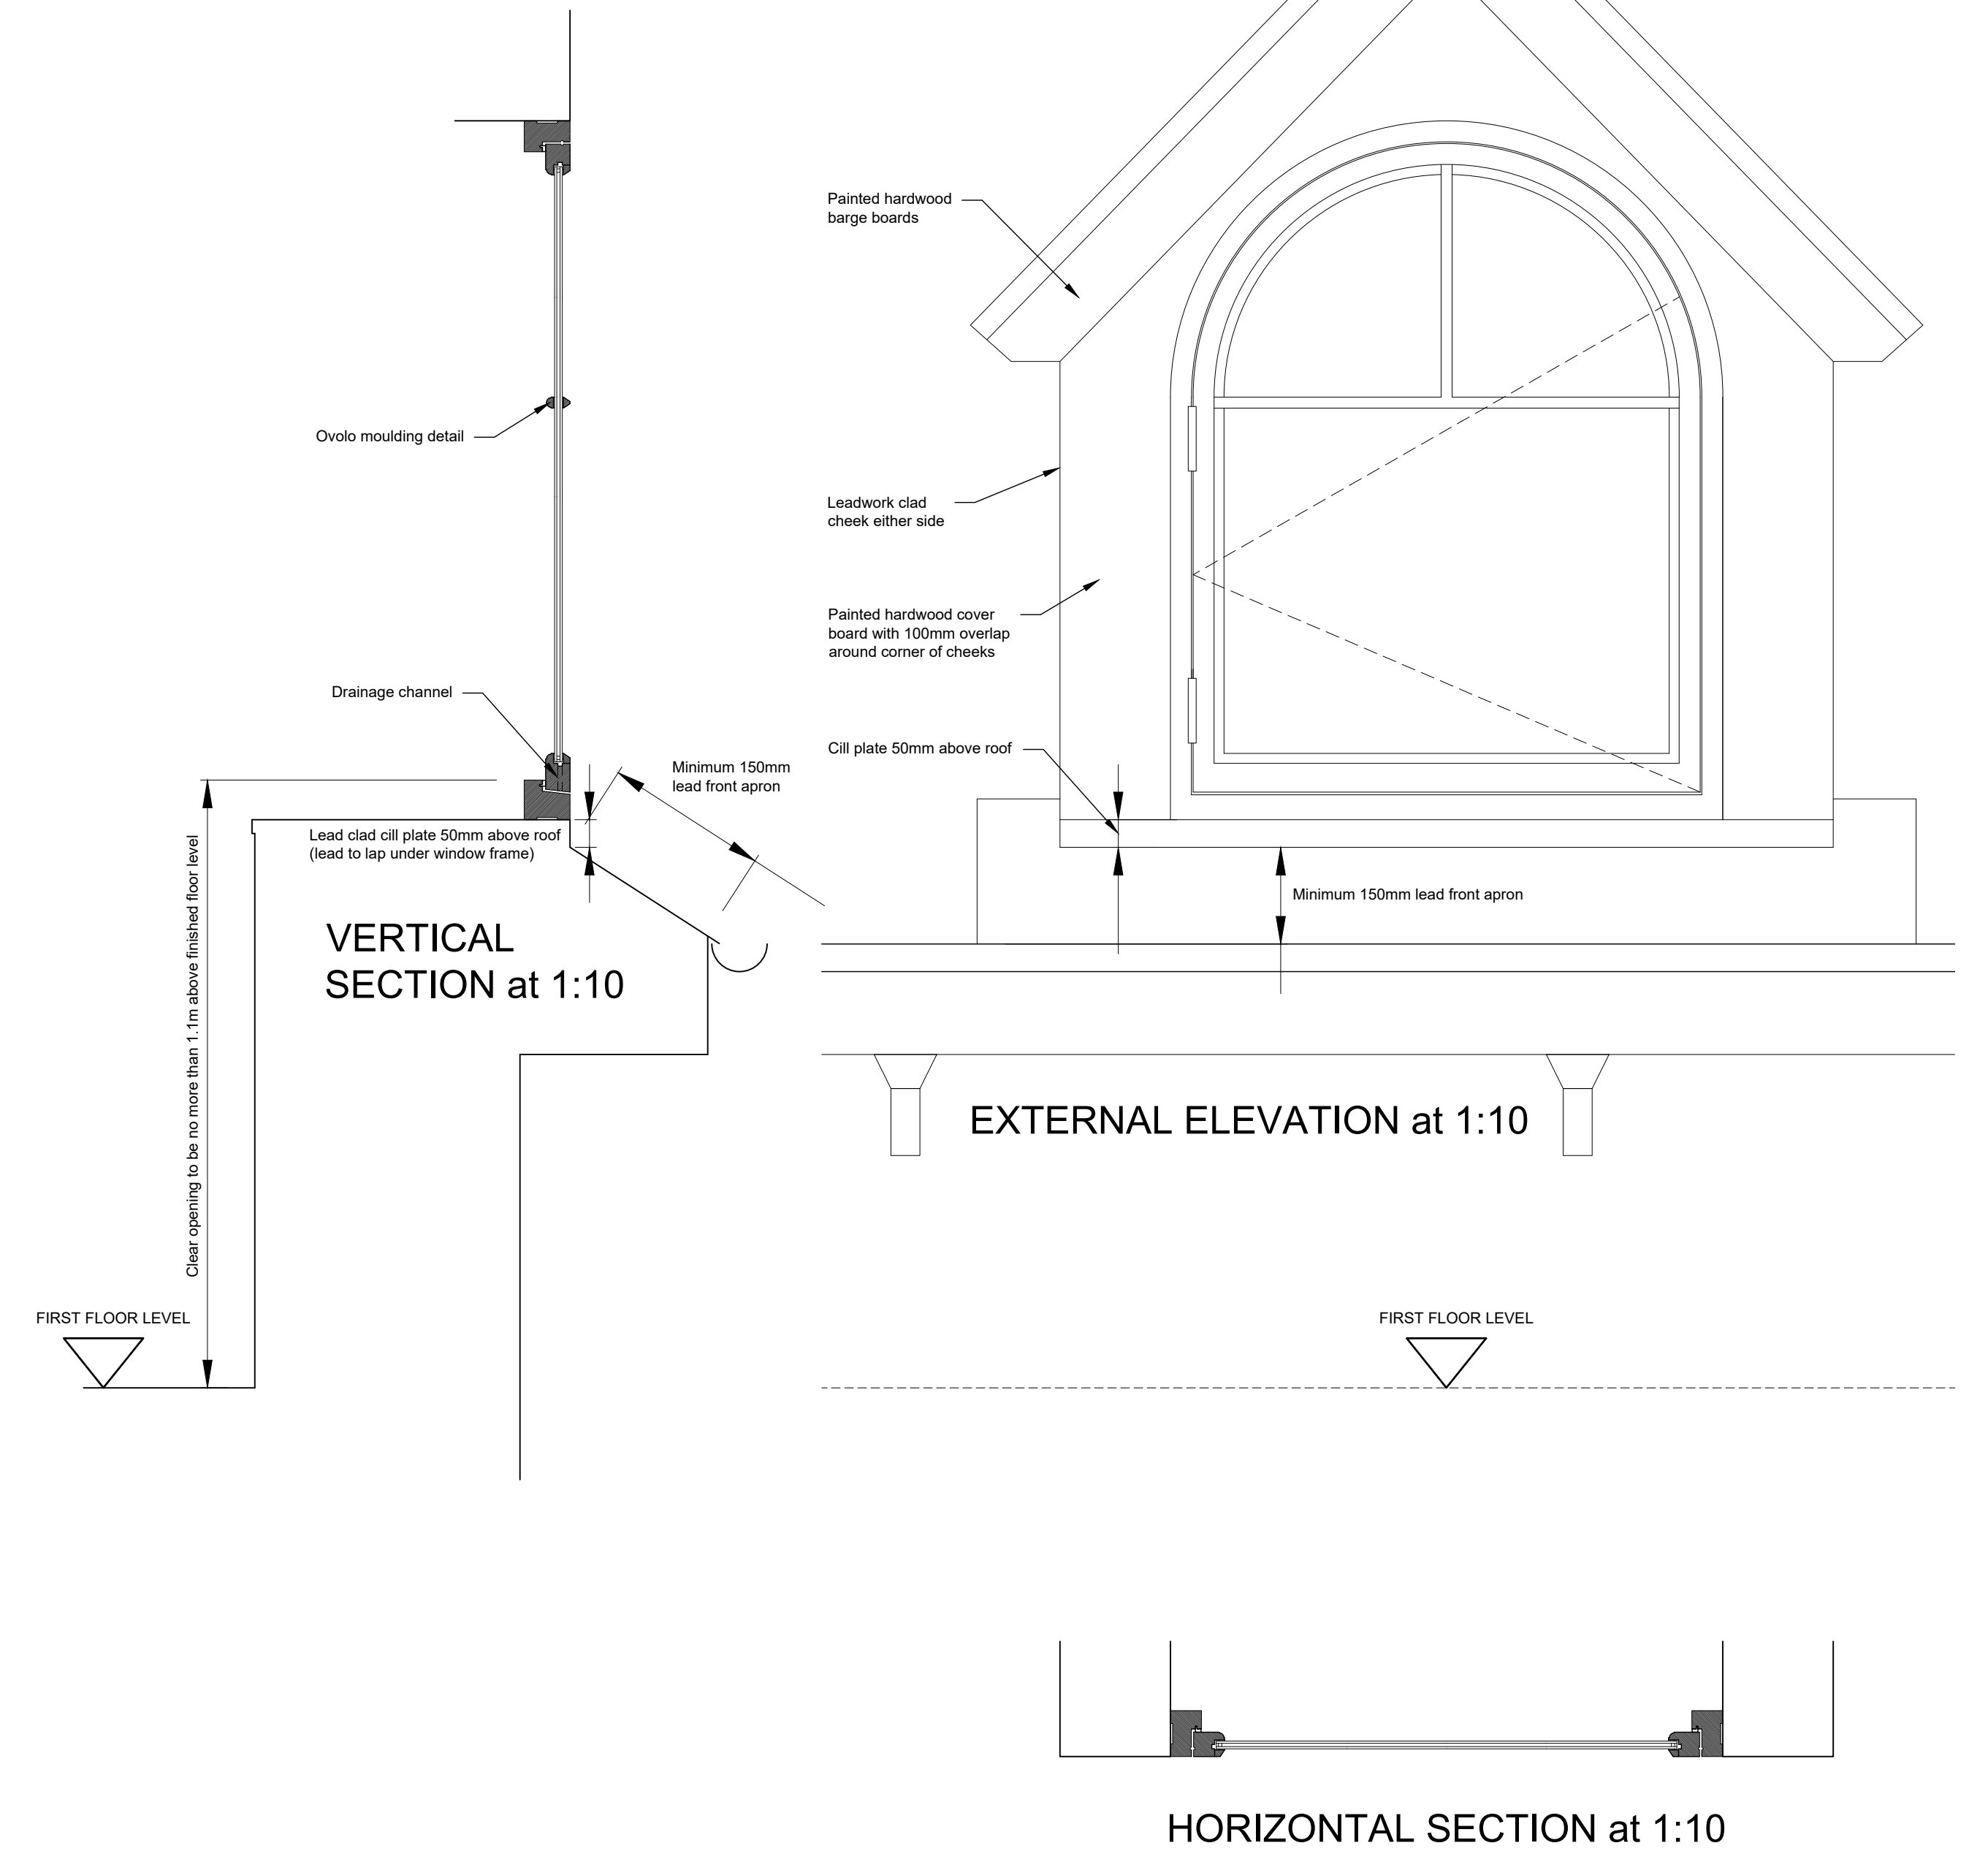 Painted hardwood
barge boards
Ovolo moulding detail
Leadwork clad
cheek either side
Painted hardwood cover
board with 100mm overlap
around corner of cheeks
Drainage channel
Cill plate 50mm above roof
Minimum 150mm
lead front apron
Lead clad cill plate 50mm above roof
(lead to lap under window frame)
Minimum 150mm lead front apron
Clear opening to be no more than 1.1m above finished floor level
VERTICAL
SECTION at 1:10
EXTERNAL ELEVATION at 1:10
FIRST FLOOR LEVEL
FIRST FLOOR LEVEL
HORIZONTAL SECTION at 1:10